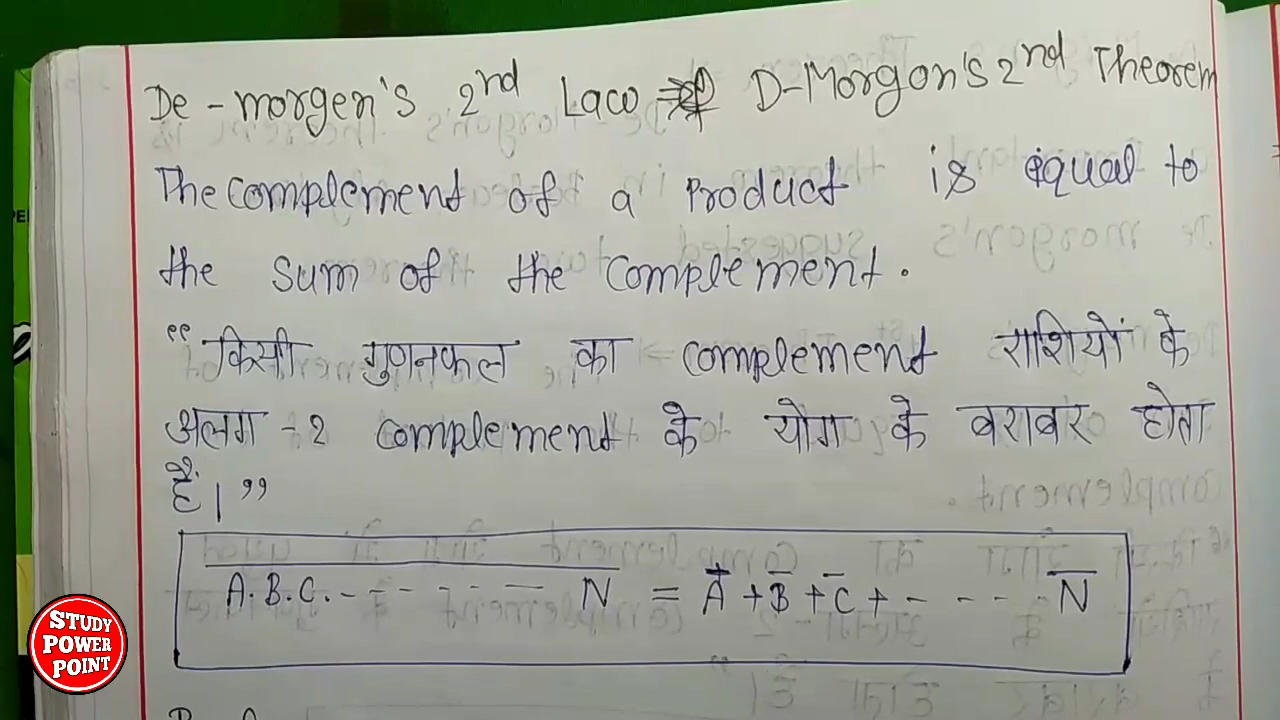 De-morgen's 2nd Law D-Morgon's 2nd Theorem
The complement of a Product is equal to
the sum of the complement.
"किसी गुणनफल का complement राशियों के
अलग-2 complement के योग के बराबर होता
है।"
A.B.C.------N = A̅+B̅+C̅+----N̅
STUDY
POWER
POINT